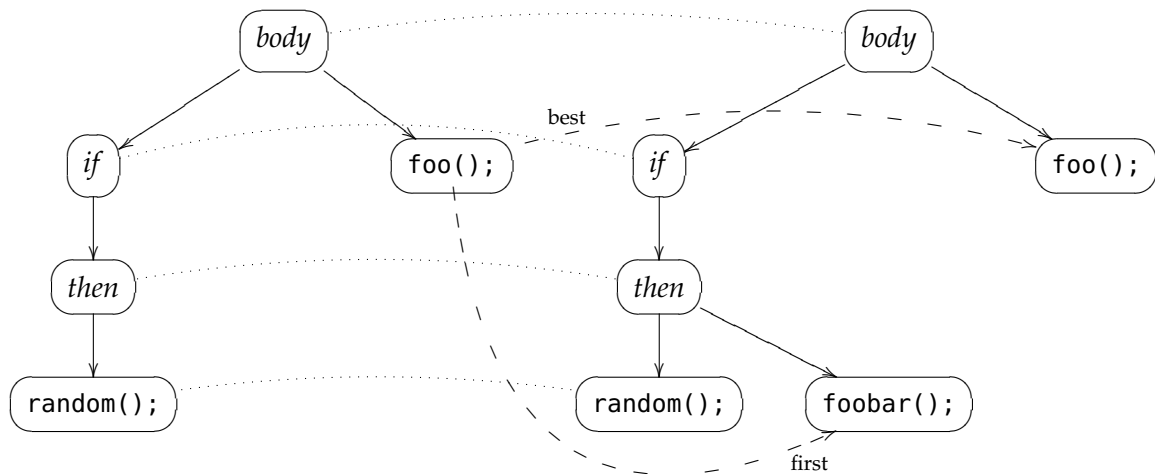 body
body
best
if
foo();
if
foo();
then
then
random();
random();
foobar();
first